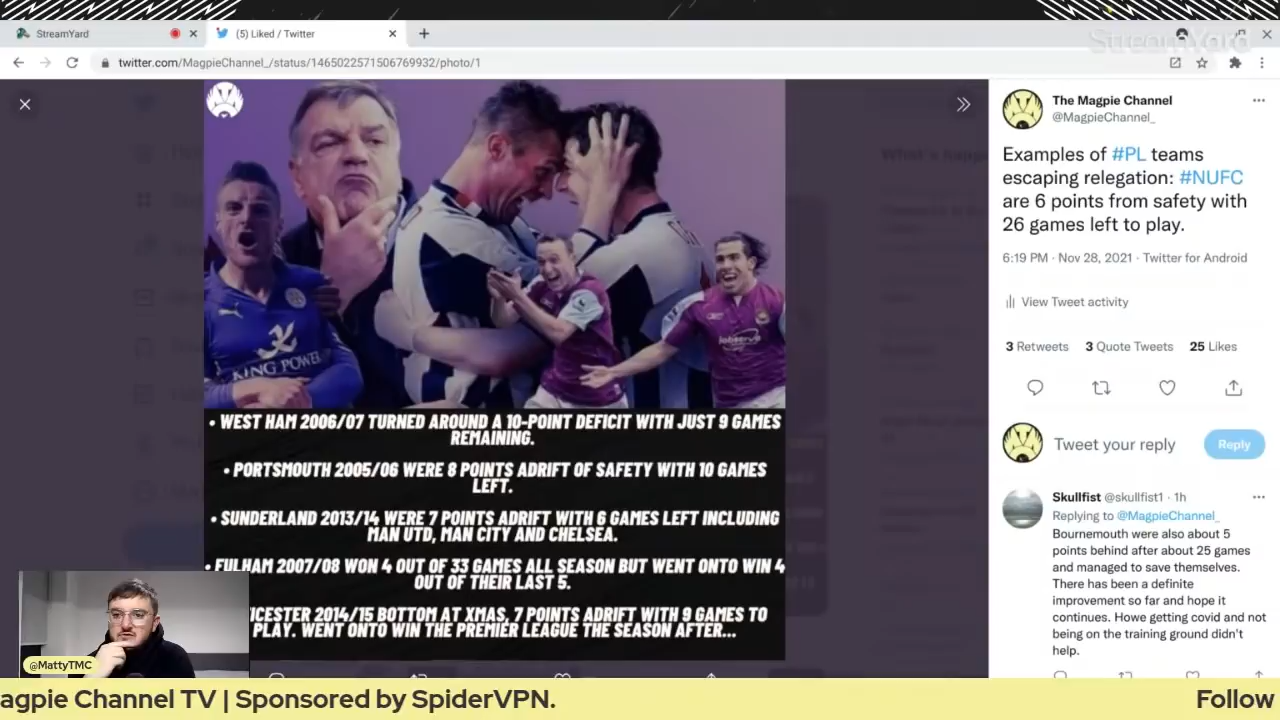 StreamYard
(5) Liked / Twitter
StreamYard
twitter.com/MagpieChannel_/status/1465022571506769932/photo/1
The Magpie Channel
@MagpieChannel_
Examples of #PL teams
escaping relegation: #NUFC
are 6 points from safety with
26 games left to play.
6:19 PM · Nov 28, 2021 · Twitter for Android
View Tweet activity
3 Retweets 3 Quote Tweets 25 Likes
Tweet your reply
Reply
Skullfist @skullfist1 · 1h
Replying to @MagpieChannel_
Bournemouth were also about 5
points behind after about 25 games
and managed to save themselves.
There has been a definite
improvement so far and hope it
continues. Howe getting covid and not
being on the training ground didn't
help.
KING POWER
jobserve
• WEST HAM 2006/07 TURNED AROUND A 10-POINT DEFICIT WITH JUST 9 GAMES
REMAINING.
• PORTSMOUTH 2005/06 WERE 8 POINTS ADRIFT OF SAFETY WITH 10 GAMES
LEFT.
• SUNDERLAND 2013/14 WERE 7 POINTS ADRIFT WITH 6 GAMES LEFT INCLUDING
MAN UTD, MAN CITY AND CHELSEA.
• FULHAM 2007/08 WON 4 OUT OF 33 GAMES ALL SEASON BUT WENT ONTO WIN 4
OUT OF THEIR LAST 5.
ICESTER 2014/15 BOTTOM AT XMAS, 7 POINTS ADRIFT WITH 9 GAMES TO
PLAY. WENT ONTO WIN THE PREMIER LEAGUE THE SEASON AFTER...
@MattyTMC
agpie Channel TV | Sponsored by SpiderVPN.
Follow